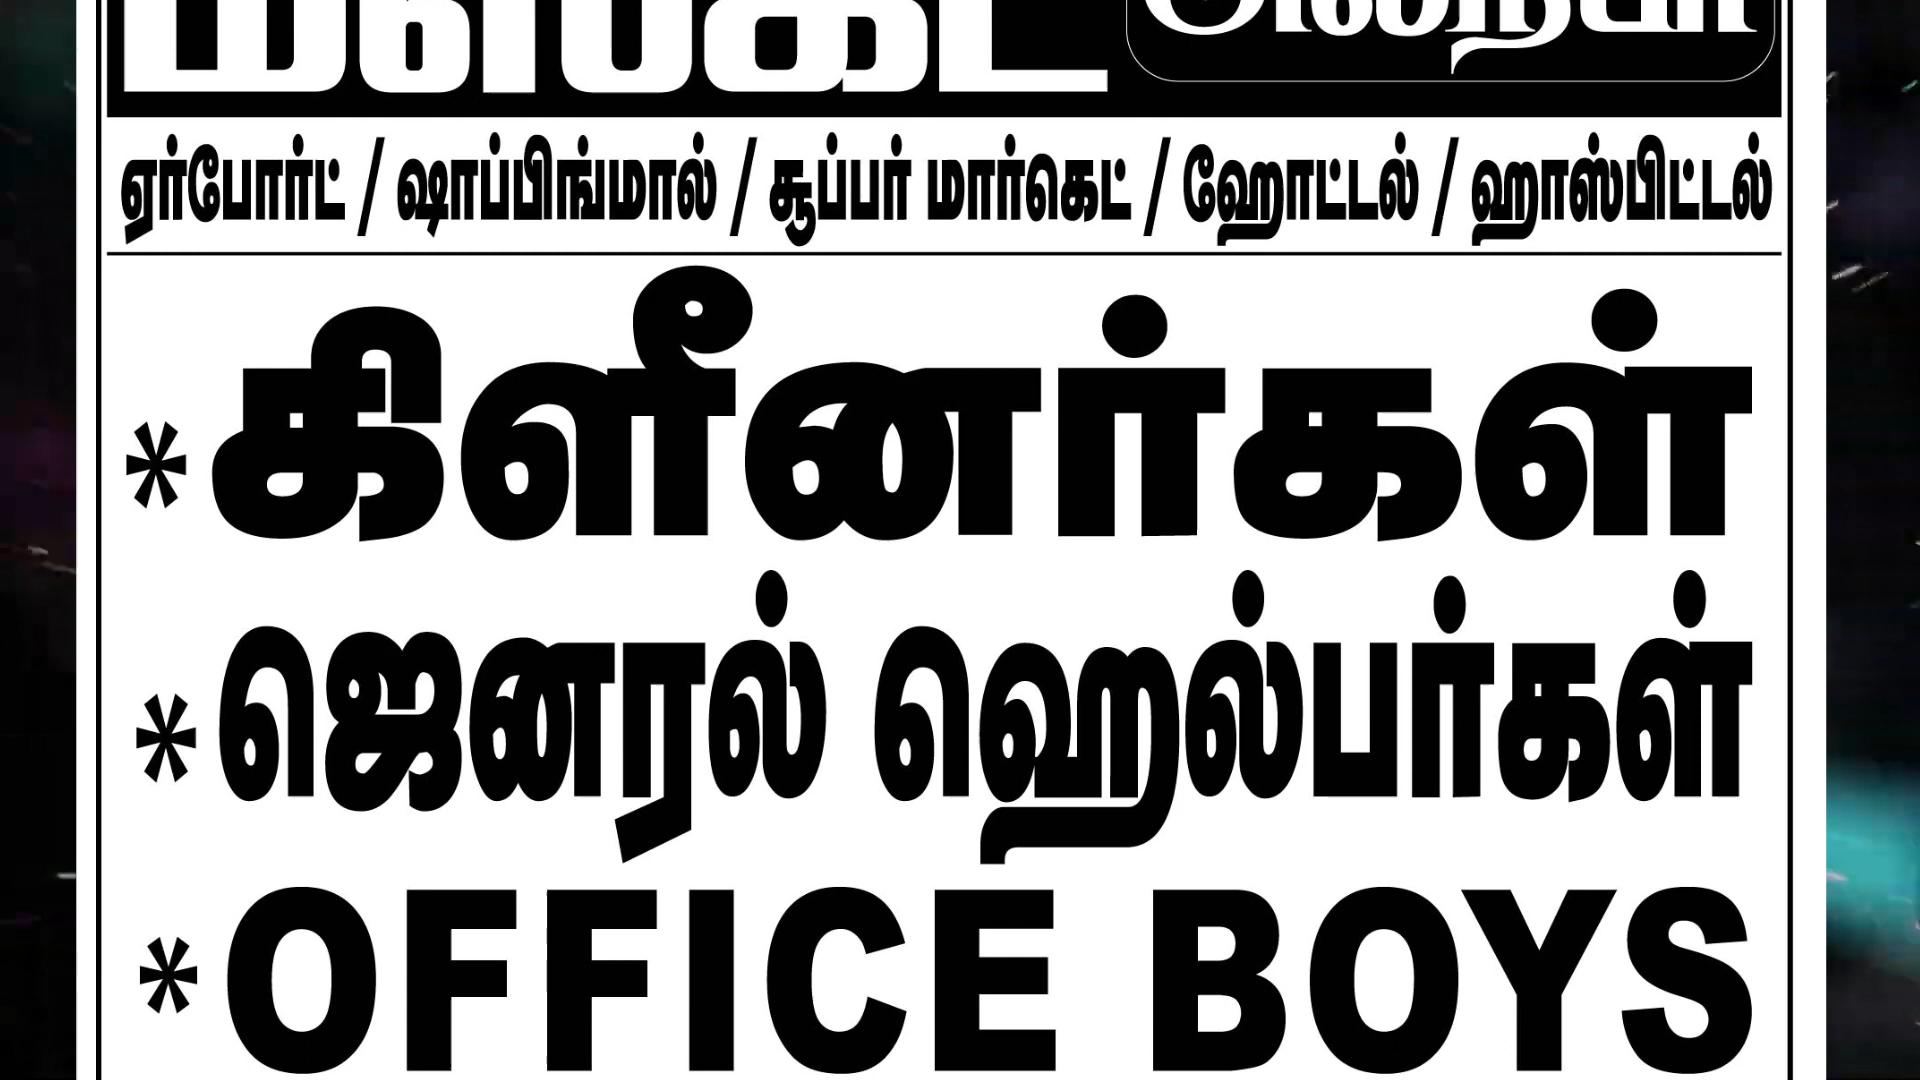 ஏர்போர்ட் / ஷாப்பிங்மால் / சூப்பர் மார்கெட் / ஹோட்டல் / ஹாஸ்பிட்டல்
* கிளீனர்கள்
* ஜெனரல் ஹெல்பர்கள்
* OFFICE BOYS